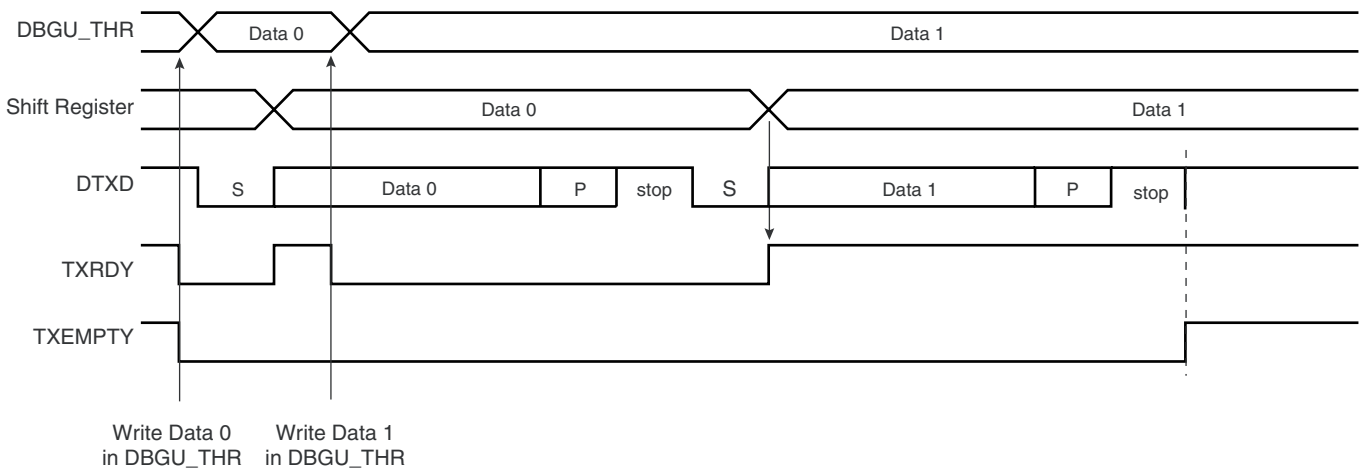 DBGU_THR
Data 0
Data 1
Shift Register
Data 0
Data 1
DTXD
S
Data 0
P
stop
S
Data 1
P
stop
TXRDY
TXEMPTY
Write Data 0
in DBGU_THR
Write Data 1
in DBGU_THR